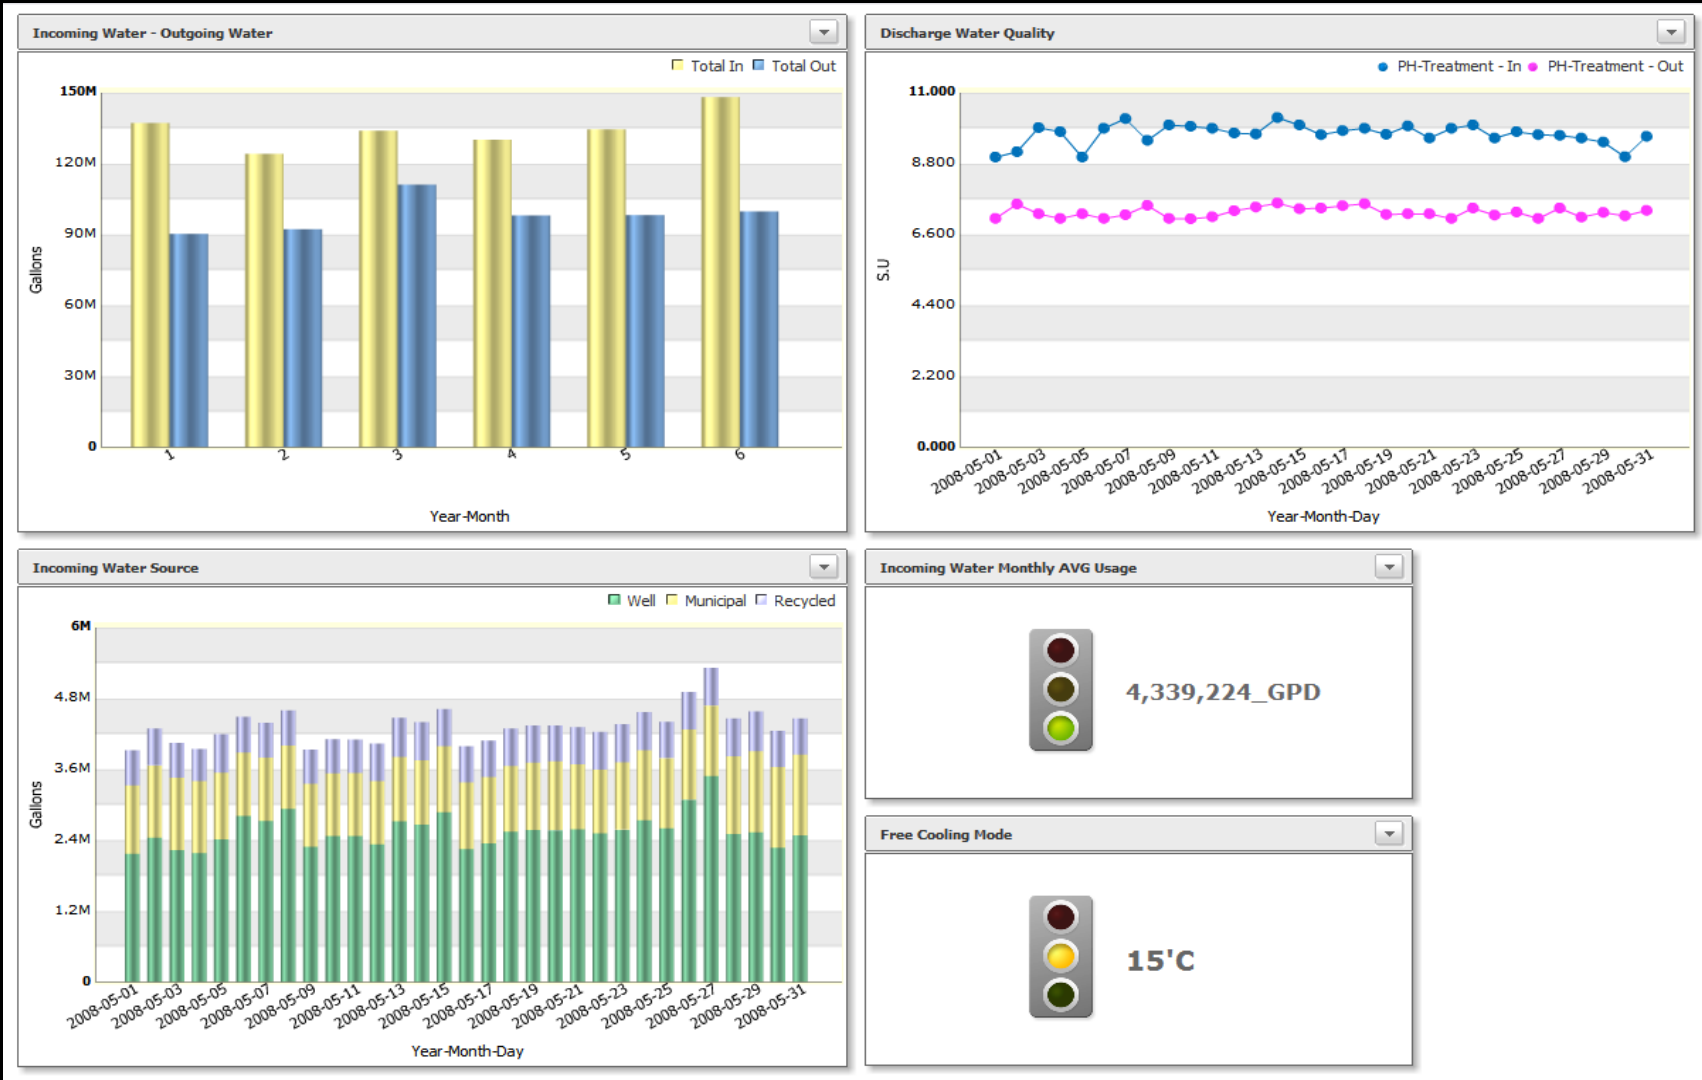 Incoming Water - Outgoing Water
Total In Total Out
150M
120M
90M
60M
30M
0
Gallons
1 2 3 4 5 6
Year-Month
Discharge Water Quality
PH-Treatment - In PH-Treatment - Out
11.000
8.800
6.600
4.400
2.200
0.000
S.U
2008-05-01 2008-05-03 2008-05-05 2008-05-07 2008-05-09 2008-05-11 2008-05-13 2008-05-15 2008-05-17 2008-05-19 2008-05-21 2008-05-23 2008-05-25 2008-05-27 2008-05-29 2008-05-31
Year-Month-Day
Incoming Water Source
Well Municipal Recycled
6M
4.8M
3.6M
2.4M
1.2M
0
Gallons
2008-05-01 2008-05-03 2008-05-05 2008-05-07 2008-05-09 2008-05-11 2008-05-13 2008-05-15 2008-05-17 2008-05-19 2008-05-21 2008-05-23 2008-05-25 2008-05-27 2008-05-29 2008-05-31
Year-Month-Day
Incoming Water Monthly AVG Usage
4,339,224_GPD
Free Cooling Mode
15'C